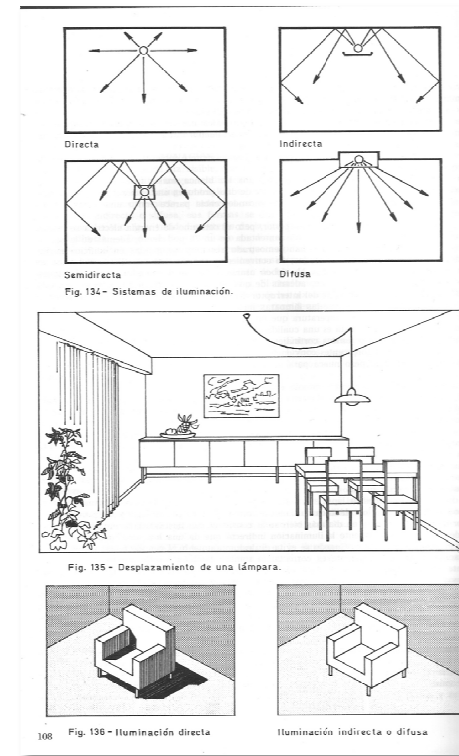 Directa
Indirecta
Semidirecta
Difusa
Fig. 134 - Sistemas de iluminación.
Fig. 135 - Desplazamiento de una lámpara.
108
Fig. 136 - Iluminación directa
Iluminación indirecta o difusa